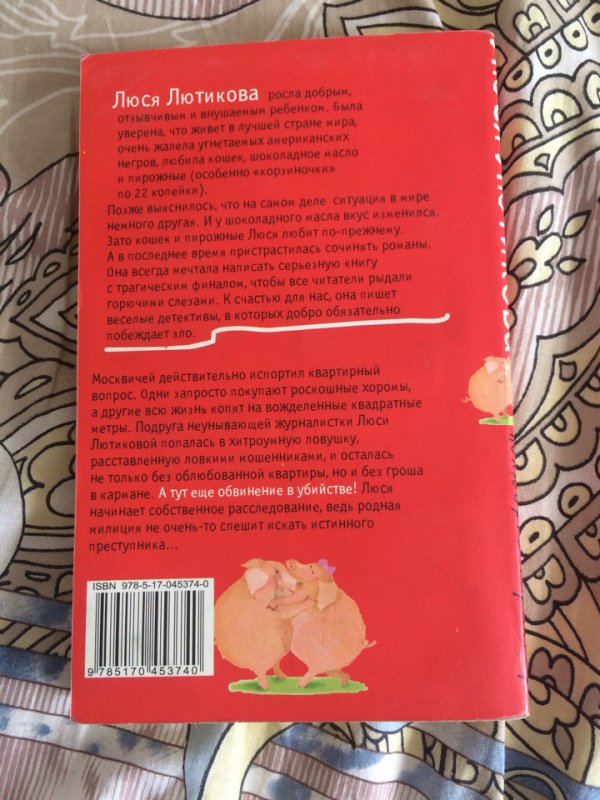 Люся Лютикова росла добрым,
отзывчивым и внушаемым ребенком. Была
уверена, что живет в лучшей стране мира,
очень жалела угнетаемых американских
негров, любила кошек, шоколадное масло
и пирожные (особенно «корзиночки»
по 22 копейки).
Позже выяснилось, что на самом деле ситуация в мире
немного другая. И у шоколадного масла вкус изменился.
Зато кошек и пирожные Люся любит по-прежнему.
А в последнее время пристрастилась сочинять романы.
Она всегда мечтала написать серьезную книгу
с трагическим финалом, чтобы все читатели рыдали
горючими слезами. К счастью для нас, она пишет
веселые детективы, в которых добро обязательно
побеждает зло.
Москвичей действительно испортил квартирный
вопрос. Одни запросто покупают роскошные хоромы,
а другие всю жизнь копят на вожделенные квадратные
метры. Подруга неунывающей журналистки Люси
Лютиковой попалась в хитроумную ловушку,
расставленную ловкими мошенниками, и осталась
не только без облюбованной квартиры, но и без гроша
в кармане. А тут еще обвинение в убийстве! Люся
начинает собственное расследование, ведь родная
милиция не очень-то спешит искать истинного
преступника...
ISBN 978-5-17-045374-0
9 785170 453740